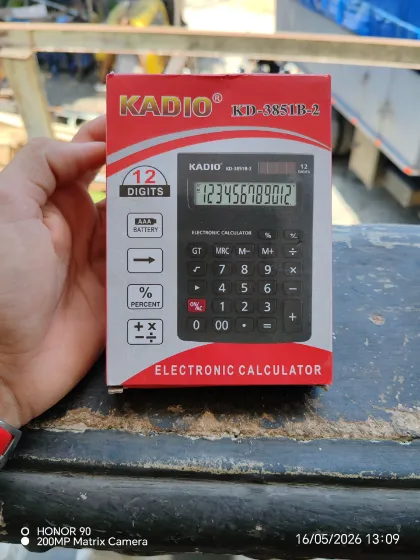 KADIO® KD-3851B-2
12
DIGITS
AAA
BATTERY
→
%
PERCENT
+ ×
− ÷
KADIO KD-3851B-2 12
DIGITS
123456789012
ELECTRONIC CALCULATOR % +/-
GT MRC M− M+ ÷
√ 7 8 9 ×
▶ 4 5 6 −
ON/AC 1 2 3 +
0 00 • =
ELECTRONIC CALCULATOR
HONOR 90
200MP Matrix Camera
16/05/2026 13:09